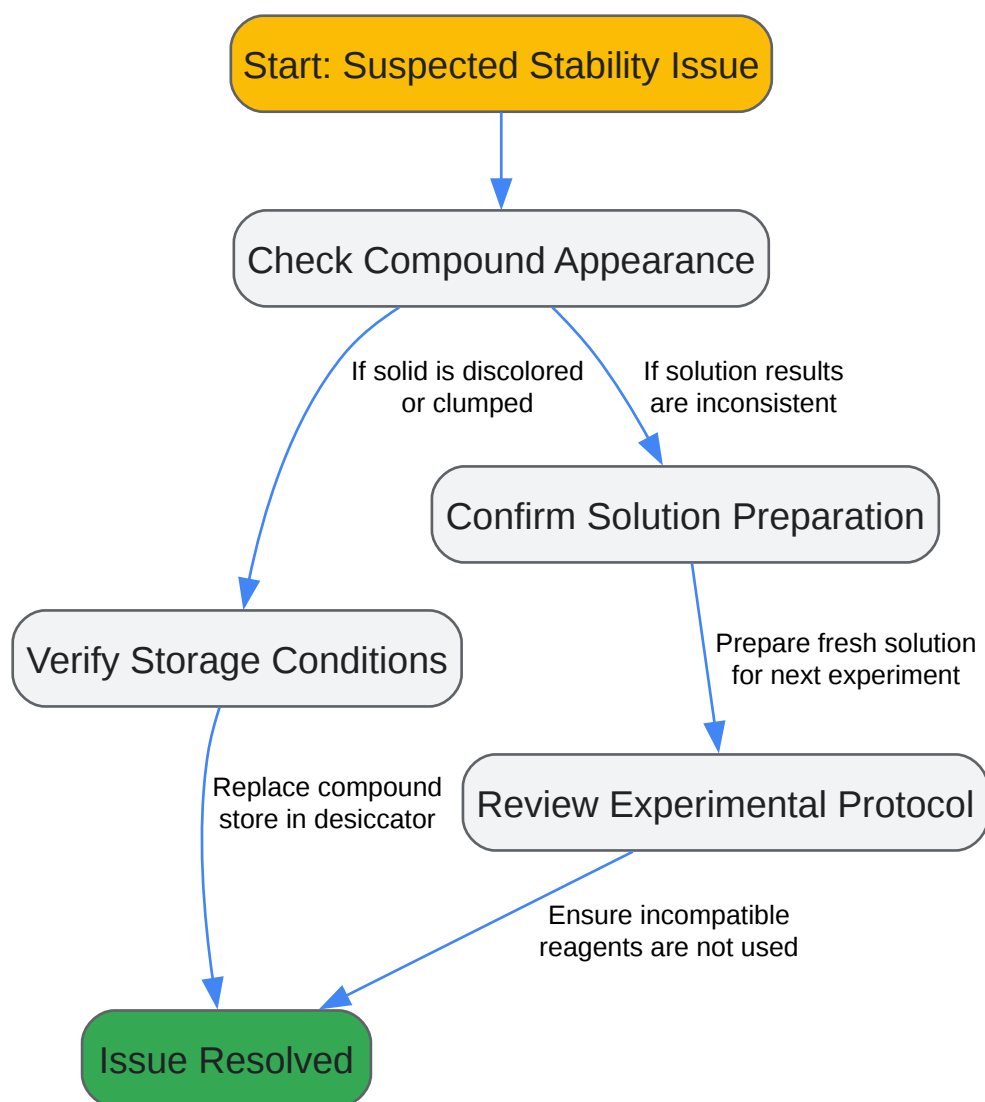 Start: Suspected Stability Issue
Check Compound Appearance
If solid is discolored
or clumped
If solution results
are inconsistent
Confirm Solution Preparation
Verify Storage Conditions
Prepare fresh solution
for next experiment
Replace compound
store in desiccator
Review Experimental Protocol
Ensure incompatible
reagents are not used
Issue Resolved